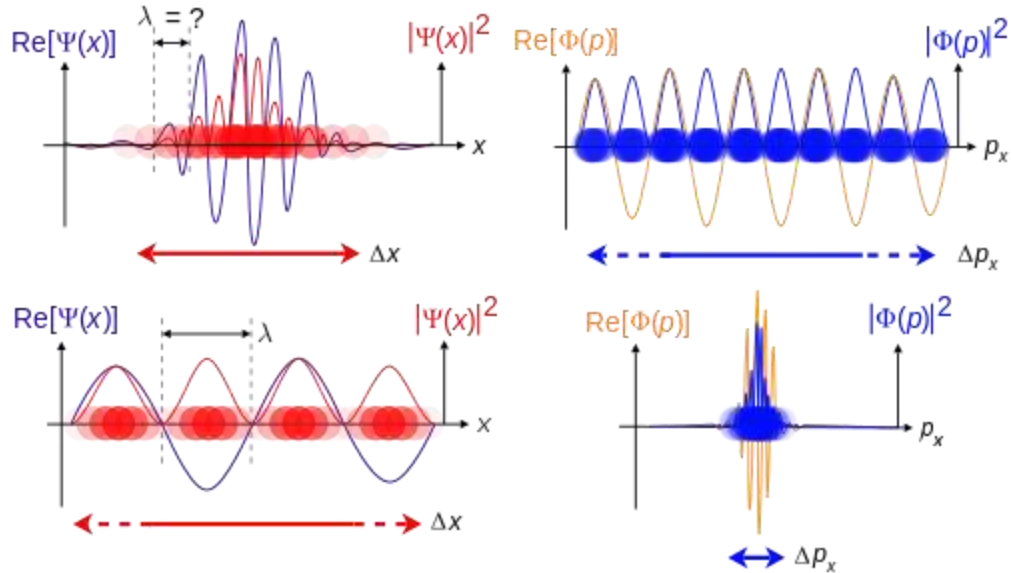 λ = ?
Re[Ψ(x)]
|Ψ(x)|²
x
Δx
Re[Φ(p)]
|Φ(p)|²
pₓ
Δpₓ
Re[Ψ(x)]
λ
|Ψ(x)|²
x
Δx
Re[Φ(p)]
|Φ(p)|²
pₓ
Δpₓ